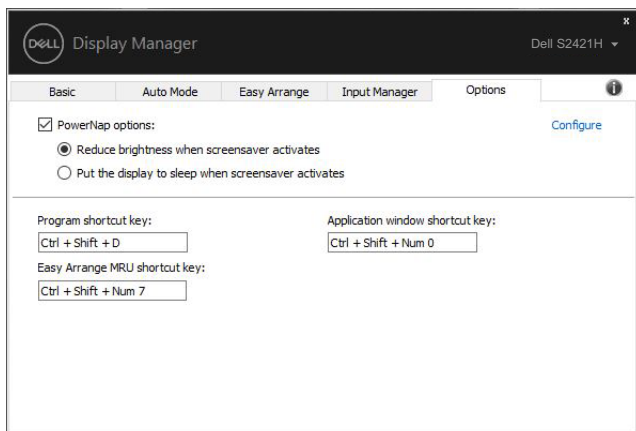 x
DELL Display Manager
Dell S2421H
Basic Auto Mode Easy Arrange Input Manager Options
PowerNap options:
Configure
Reduce brightness when screensaver activates
Put the display to sleep when screensaver activates
Program shortcut key:
Application window shortcut key:
Ctrl + Shift + D
Ctrl + Shift + Num 0
Easy Arrange MRU shortcut key:
Ctrl + Shift + Num 7